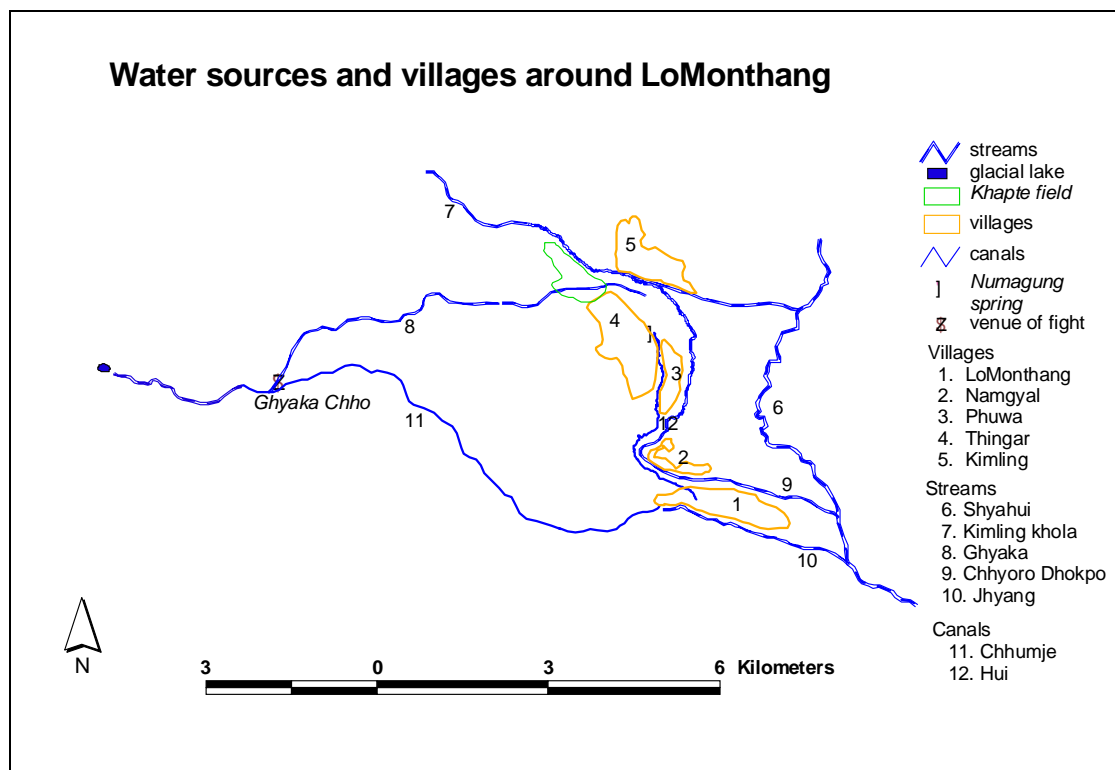 Water sources and villages around LoMonthang
streams
glacial lake
Khapte field
villages
canals
]
Numagung
spring
venue of fight
Villages
1. LoMonthang
2. Namgyal
3. Phuwa
4. Thingar
5. Kimling
Streams
6. Shyahui
7. Kimling khola
8. Ghyaka
9. Chhyoro Dhokpo
10. Jhyang
Canals
11. Chhumje
12. Hui
7
5
8
4
]
3
Ghyaka Chho
11
6
12
2
9
1
10
N
3 0 3 6 Kilometers